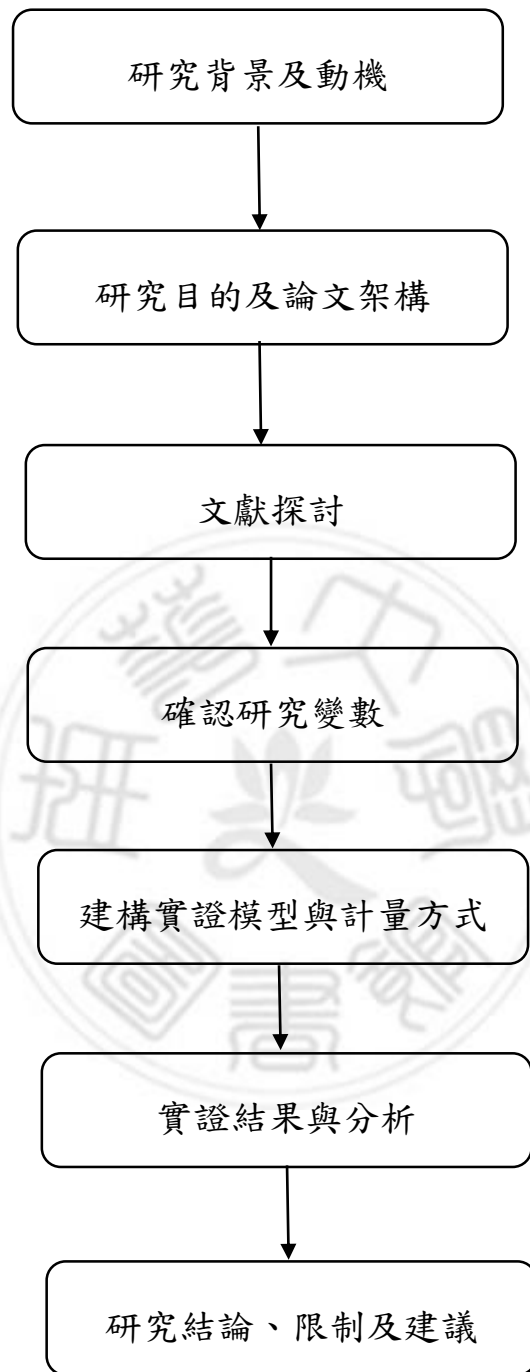 研究背景及動機
研究目的及論文架構
文獻探討
確認研究變數
建構實證模型與計量方式
實證結果與分析
研究結論、限制及建議